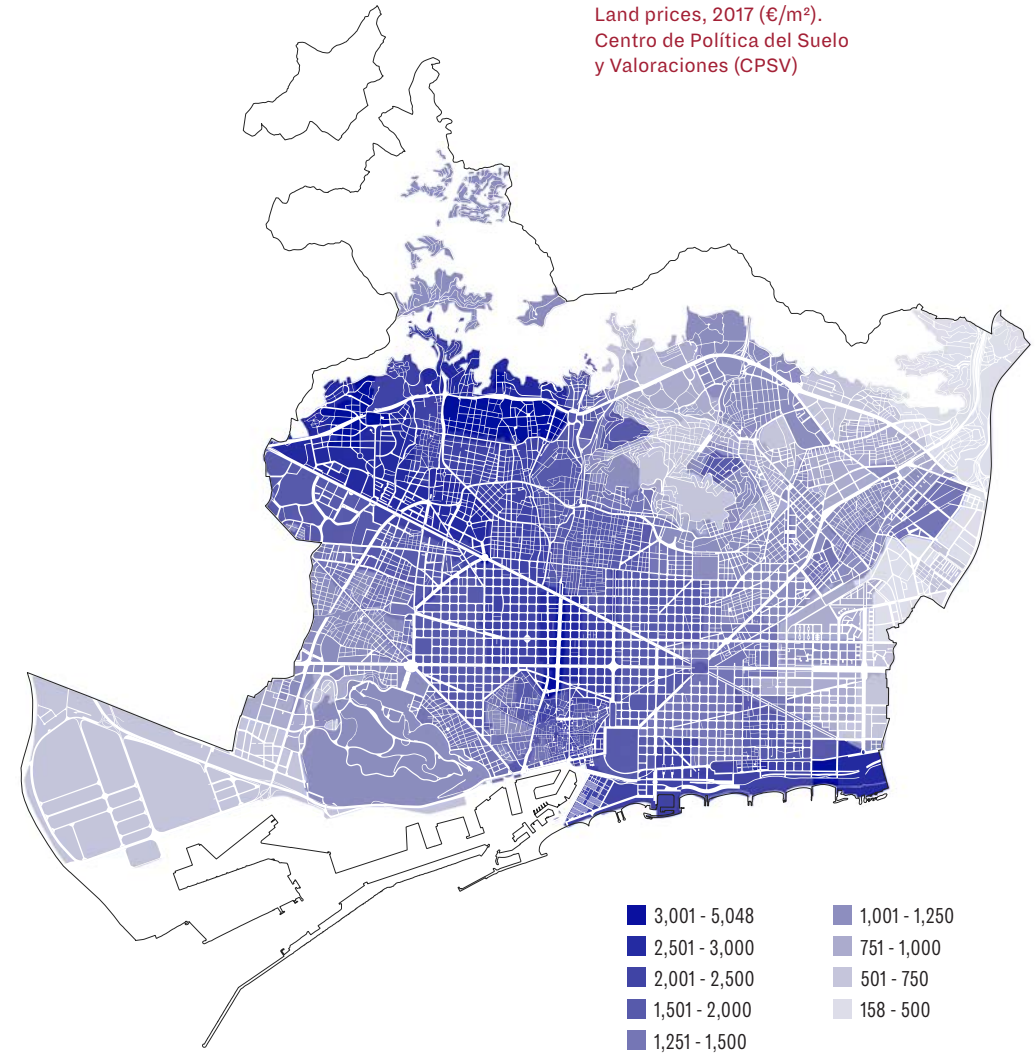 Land prices, 2017 (€/m²).
Centro de Política del Suelo
y Valoraciones (CPSV)
3,001 - 5,048
2,501 - 3,000
2,001 - 2,500
1,501 - 2,000
1,251 - 1,500
1,001 - 1,250
751 - 1,000
501 - 750
158 - 500